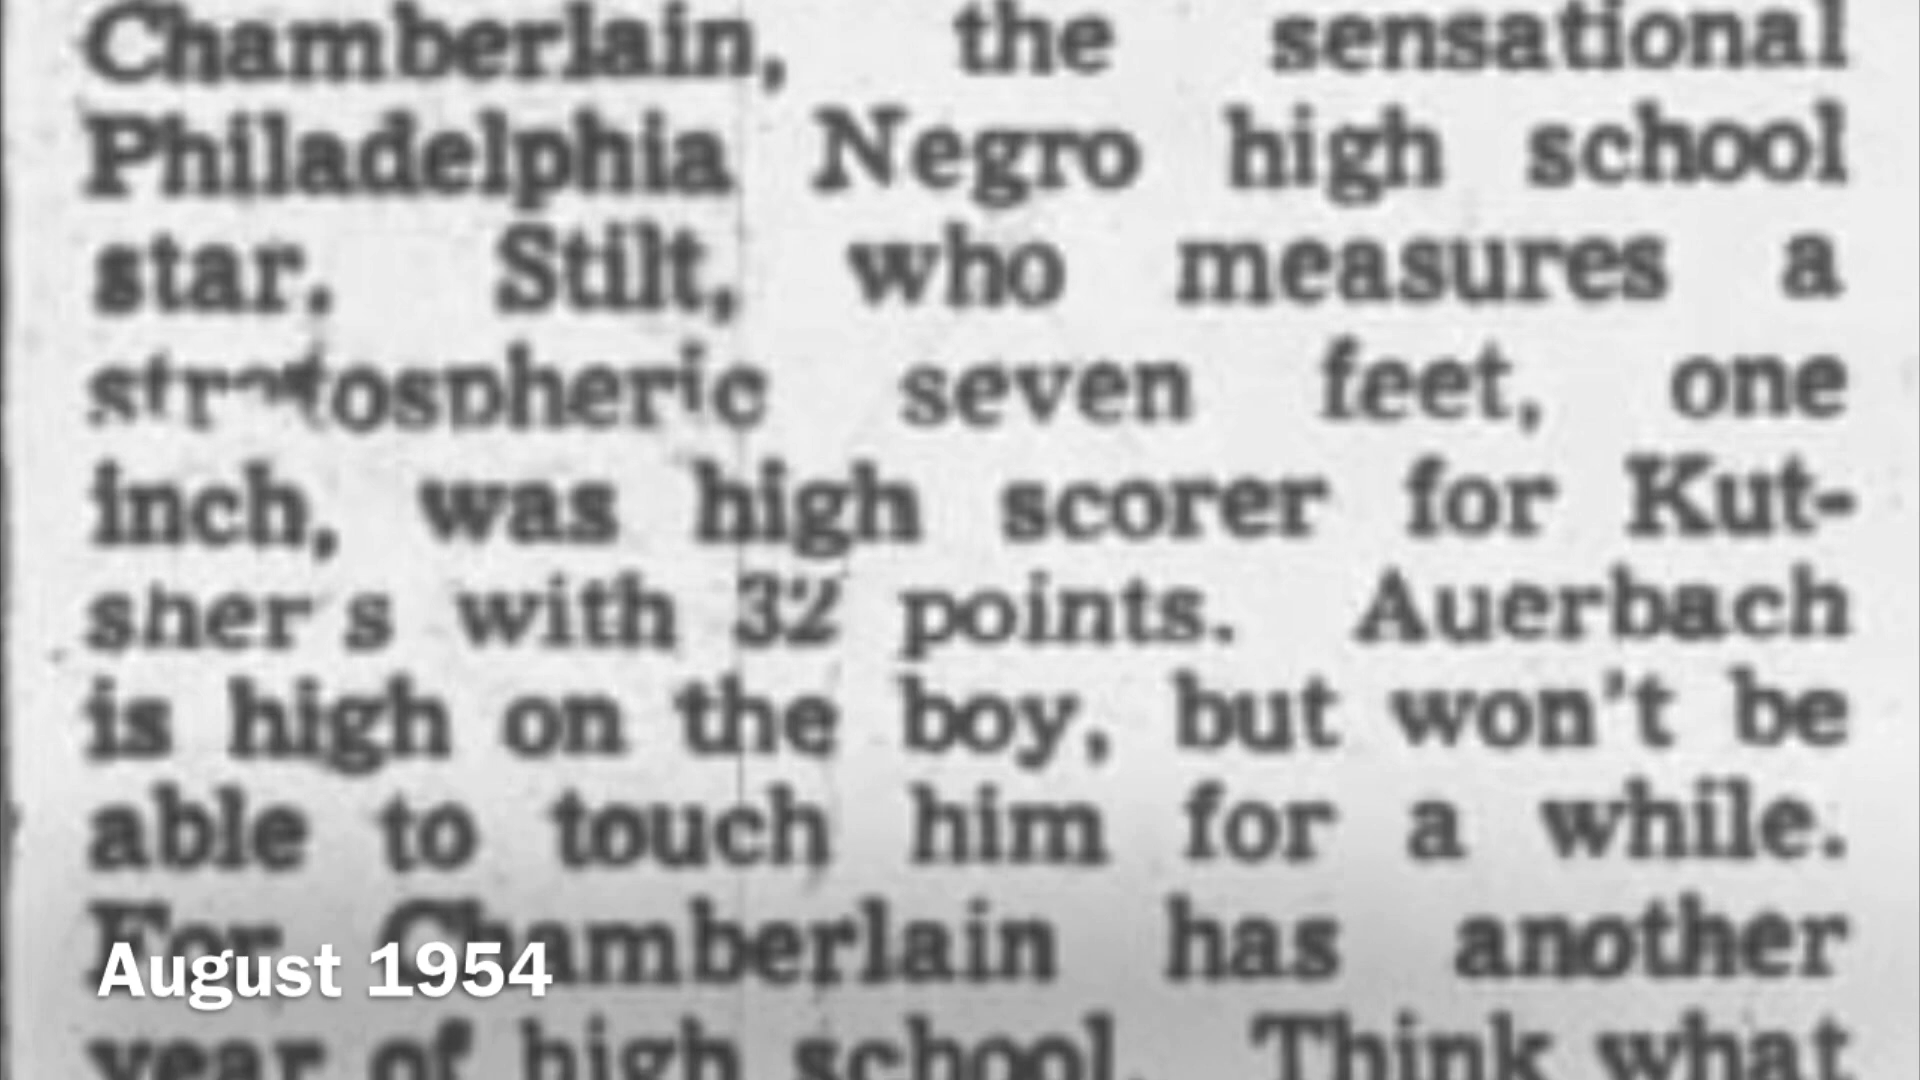 Chamberlain, the sensational
Philadelphia Negro high school
star. Stilt, who measures a
stratospheric seven feet, one
inch, was high scorer for Kut-
sher's with 32 points. Auerbach
is high on the boy, but won't be
able to touch him for a while.
For Chamberlain has another
August 1954
year of high school. Think what